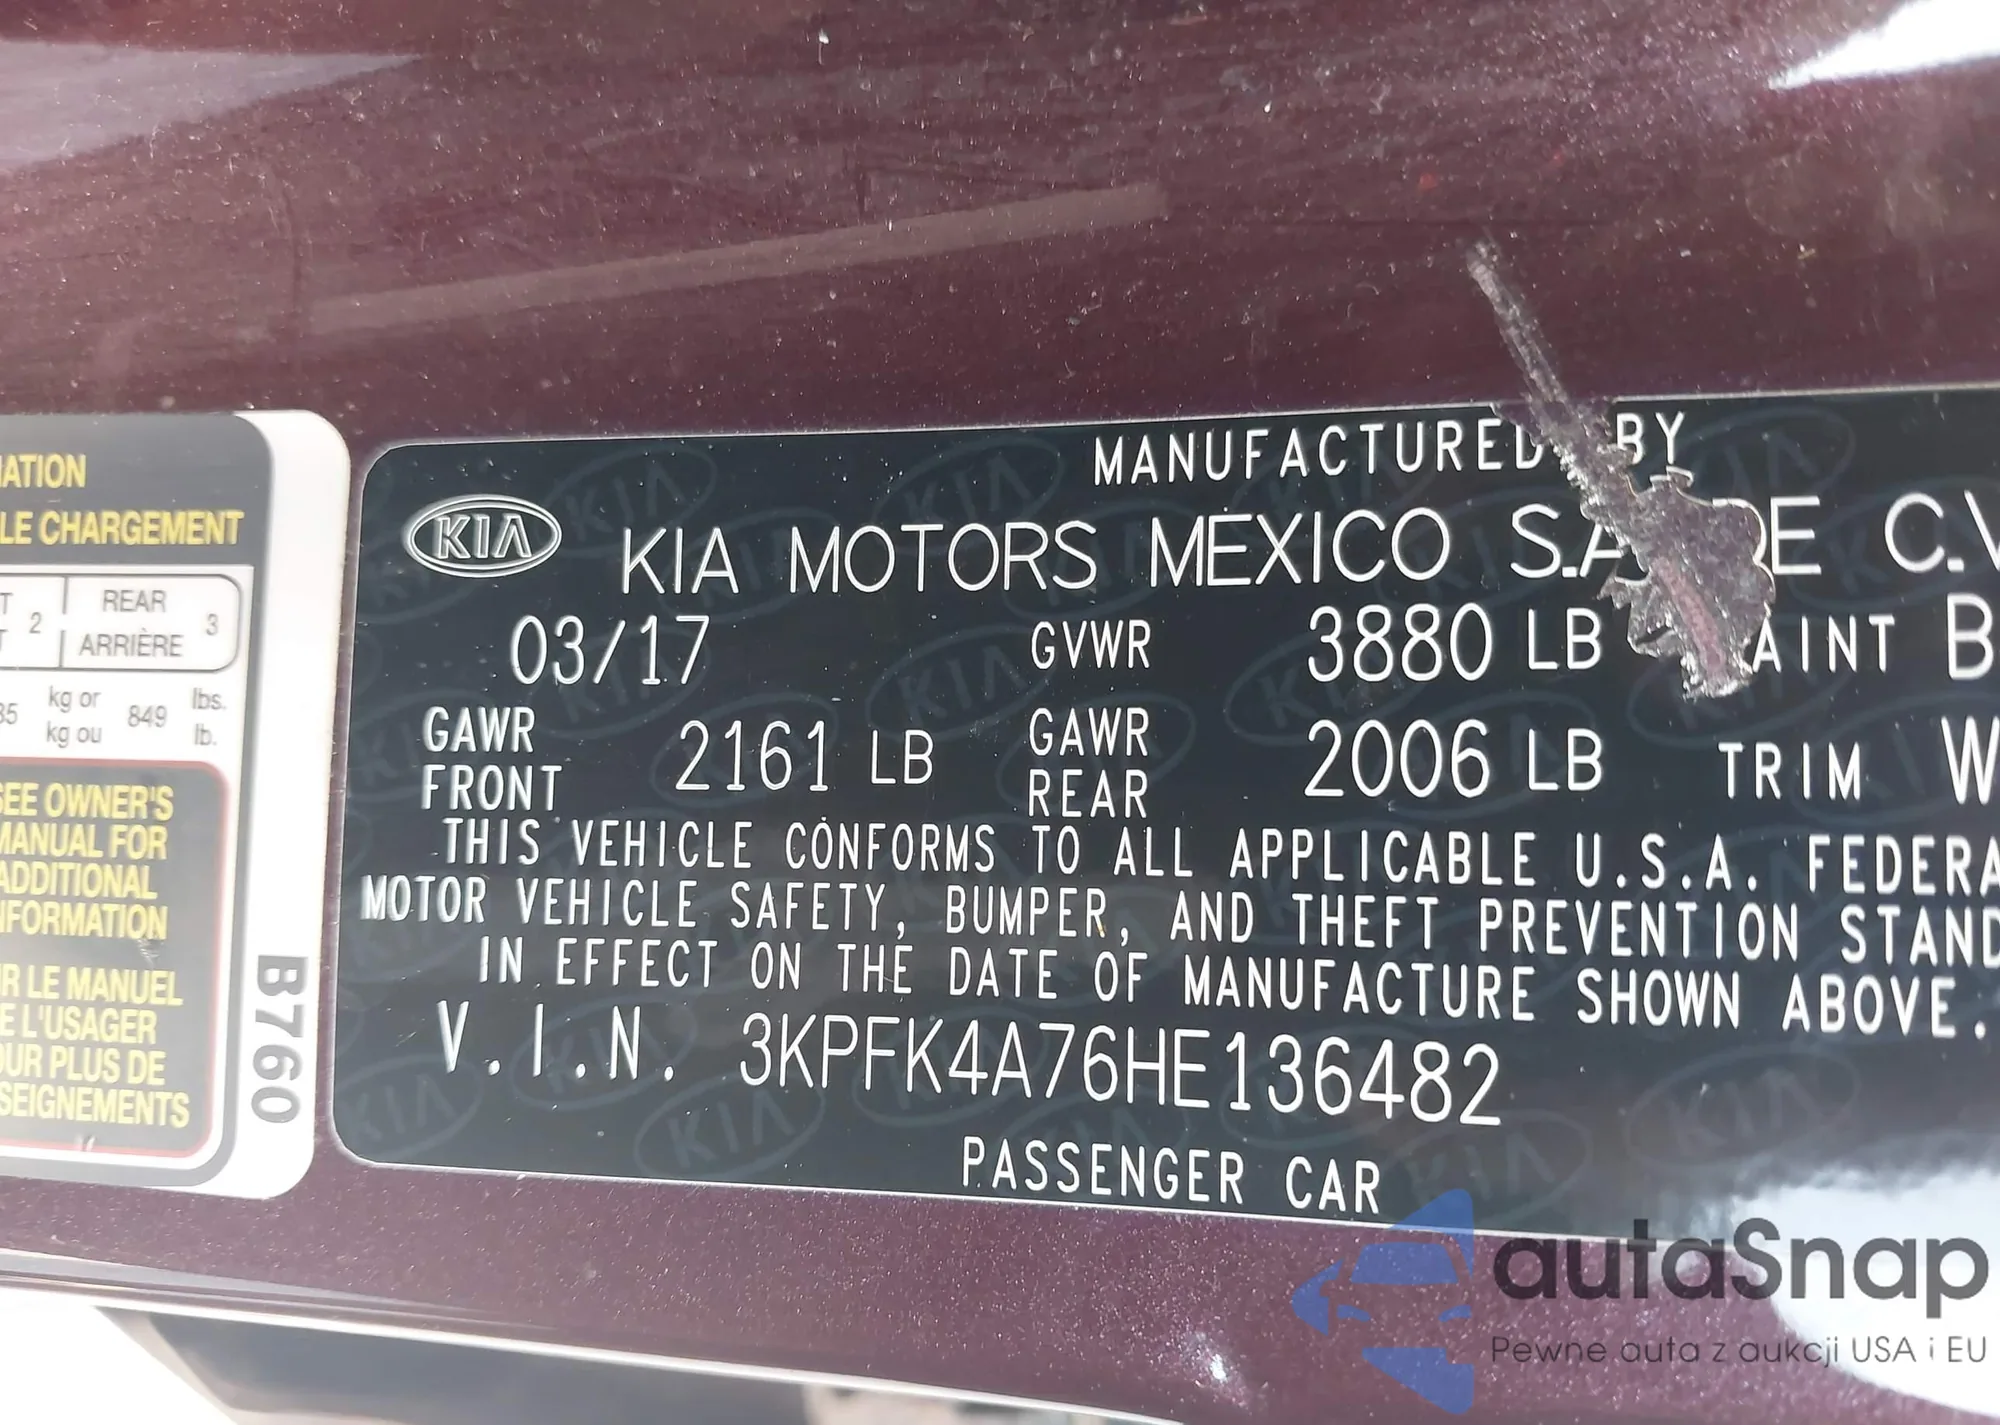 MATION
LE CHARGEMENT
2 REAR 3
ARRIÈRE
kg or 849 lbs.
kg ou lb.
SEE OWNER'S
MANUAL FOR
ADDITIONAL
INFORMATION
LE MANUEL
L'USAGER
PLUS DE
SEIGNEMENTS
B760
MANUFACTURED BY
KIA
KIA MOTORS MEXICO S.A DE C.V
03/17 GVWR 3880 LB PAINT B
GAWR FRONT 2161 LB GAWR REAR 2006 LB TRIM W
THIS VEHICLE CONFORMS TO ALL APPLICABLE U.S.A. FEDERA
MOTOR VEHICLE SAFETY, BUMPER, AND THEFT PREVENTION STAND
IN EFFECT ON THE DATE OF MANUFACTURE SHOWN ABOVE.
V.I.N. 3KPFK4A76HE136482
PASSENGER CAR
autaSnap
Pewne auta z aukcji USA i EU